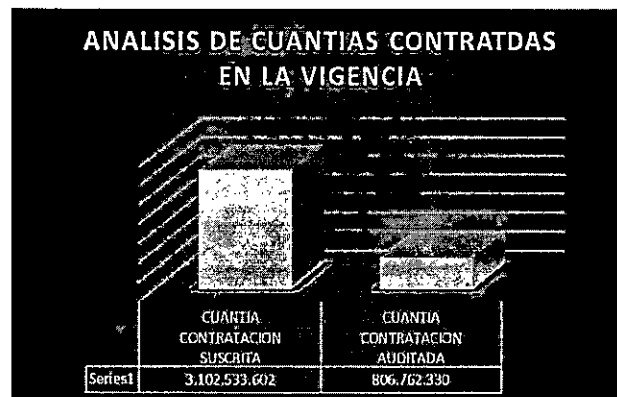 ANALISIS DE CUANTIAS CONTRATDAS
EN LA VIGENCIA
CUANTIA
CONTRATACION
SUSCRITA
CUANTIA
CONTRATACION
AUDITADA
Series1 3,102,533,602 806,762,330